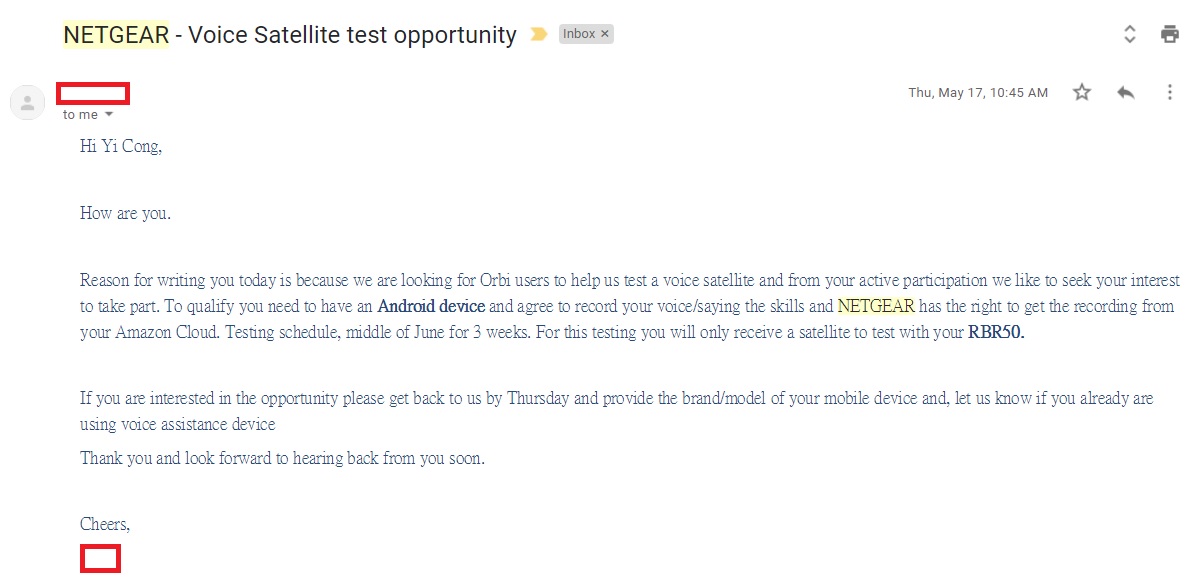 NETGEAR - Voice Satellite test opportunity Inbox ×
Thu, May 17, 10:45 AM
to me
Hi Yi Cong,
How are you.
Reason for writing you today is because we are looking for Orbi users to help us test a voice satellite and from your active participation we like to seek your interest
to take part. To qualify you need to have an Android device and agree to record your voice/saying the skills and NETGEAR has the right to get the recording from
your Amazon Cloud. Testing schedule, middle of June for 3 weeks. For this testing you will only receive a satellite to test with your RBR50.
If you are interested in the opportunity please get back to us by Thursday and provide the brand/model of your mobile device and, let us know if you already are
using voice assistance device
Thank you and look forward to hearing back from you soon.
Cheers,